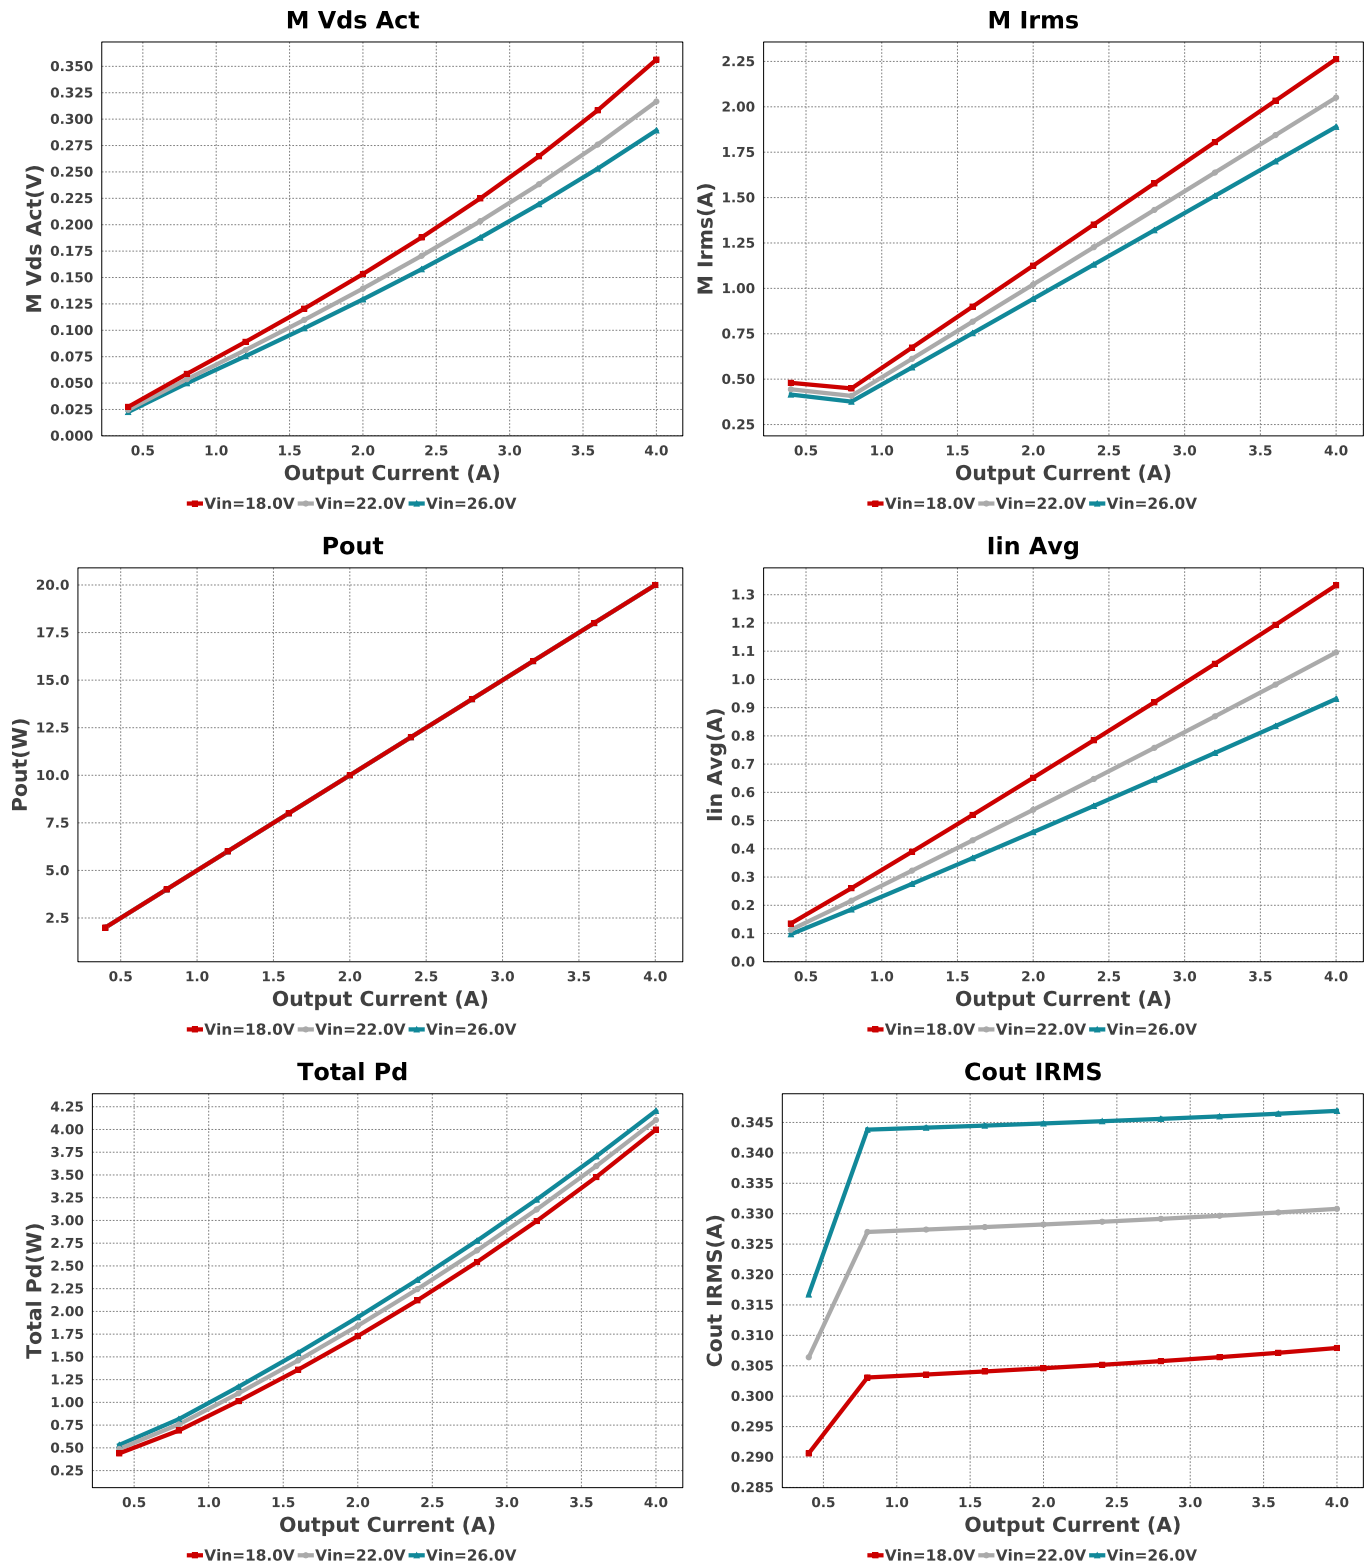 M Vds Act
M Vds Act(V)
0.350
0.325
0.300
0.275
0.250
0.225
0.200
0.175
0.150
0.125
0.100
0.075
0.050
0.025
0.000
0.5 1.0 1.5 2.0 2.5 3.0 3.5 4.0
Output Current (A)
Vin=18.0V Vin=22.0V Vin=26.0V
M Irms
M Irms(A)
2.25
2.00
1.75
1.50
1.25
1.00
0.75
0.50
0.25
0.5 1.0 1.5 2.0 2.5 3.0 3.5 4.0
Output Current (A)
Vin=18.0V Vin=22.0V Vin=26.0V
Pout
Pout(W)
20.0
17.5
15.0
12.5
10.0
7.5
5.0
2.5
0.5 1.0 1.5 2.0 2.5 3.0 3.5 4.0
Output Current (A)
Vin=18.0V Vin=22.0V Vin=26.0V
Iin Avg
Iin Avg(A)
1.3
1.2
1.1
1.0
0.9
0.8
0.7
0.6
0.5
0.4
0.3
0.2
0.1
0.0
0.5 1.0 1.5 2.0 2.5 3.0 3.5 4.0
Output Current (A)
Vin=18.0V Vin=22.0V Vin=26.0V
Total Pd
Total Pd(W)
4.25
4.00
3.75
3.50
3.25
3.00
2.75
2.50
2.25
2.00
1.75
1.50
1.25
1.00
0.75
0.50
0.25
0.5 1.0 1.5 2.0 2.5 3.0 3.5 4.0
Output Current (A)
Vin=18.0V Vin=22.0V Vin=26.0V
Cout IRMS
Cout IRMS(A)
0.345
0.340
0.335
0.330
0.325
0.320
0.315
0.310
0.305
0.300
0.295
0.290
0.285
0.5 1.0 1.5 2.0 2.5 3.0 3.5 4.0
Output Current (A)
Vin=18.0V Vin=22.0V Vin=26.0V